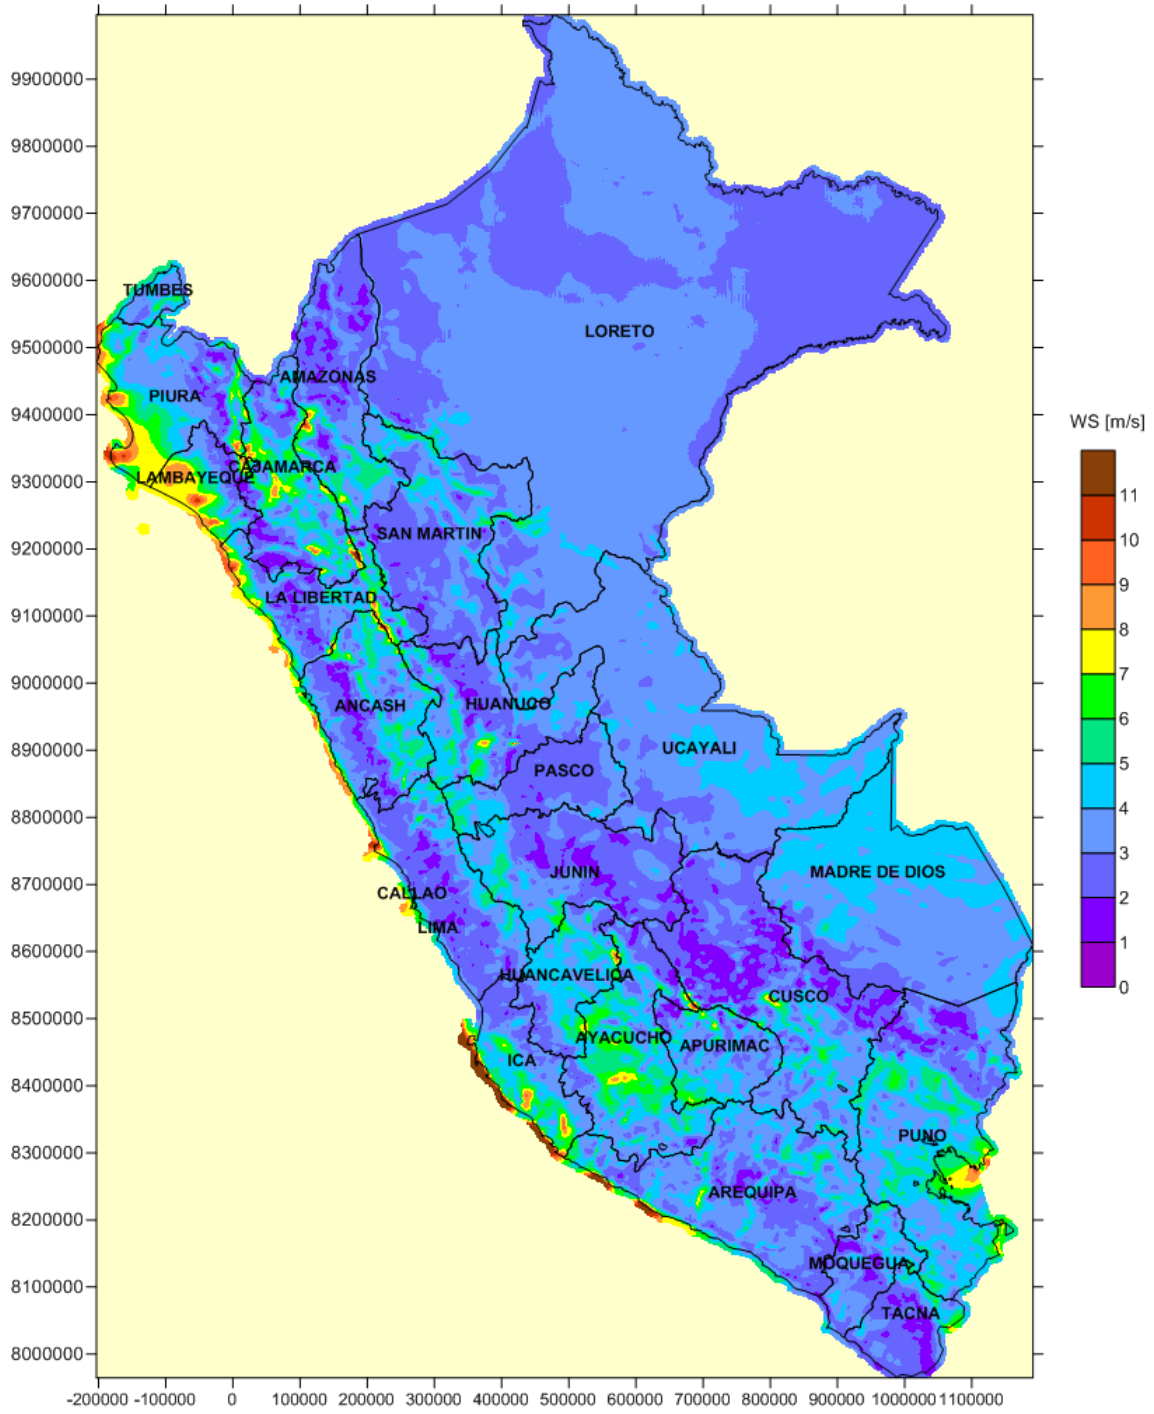 9900000
9800000
9700000
9600000
9500000
9400000
9300000
9200000
9100000
9000000
8900000
8800000
8700000
8600000
8500000
8400000
8300000
8200000
8100000
8000000
-200000 -100000 0 100000 200000 300000 400000 500000 600000 700000 800000 900000 1000000 1100000
TUMBES
LORETO
AMAZONAS
PIURA
CAJAMARCA
LAMBAYEQUE
SAN MARTIN
LA LIBERTAD
ANCASH
HUANUCO
UCAYALI
PASCO
JUNIN
MADRE DE DIOS
CALLAO
LIMA
HUANCAVELICA
CUSCO
AYACUCHO
APURIMAC
ICA
PUNO
AREQUIPA
MOQUEGUA
TACNA
WS [m/s]
11
10
9
8
7
6
5
4
3
2
1
0